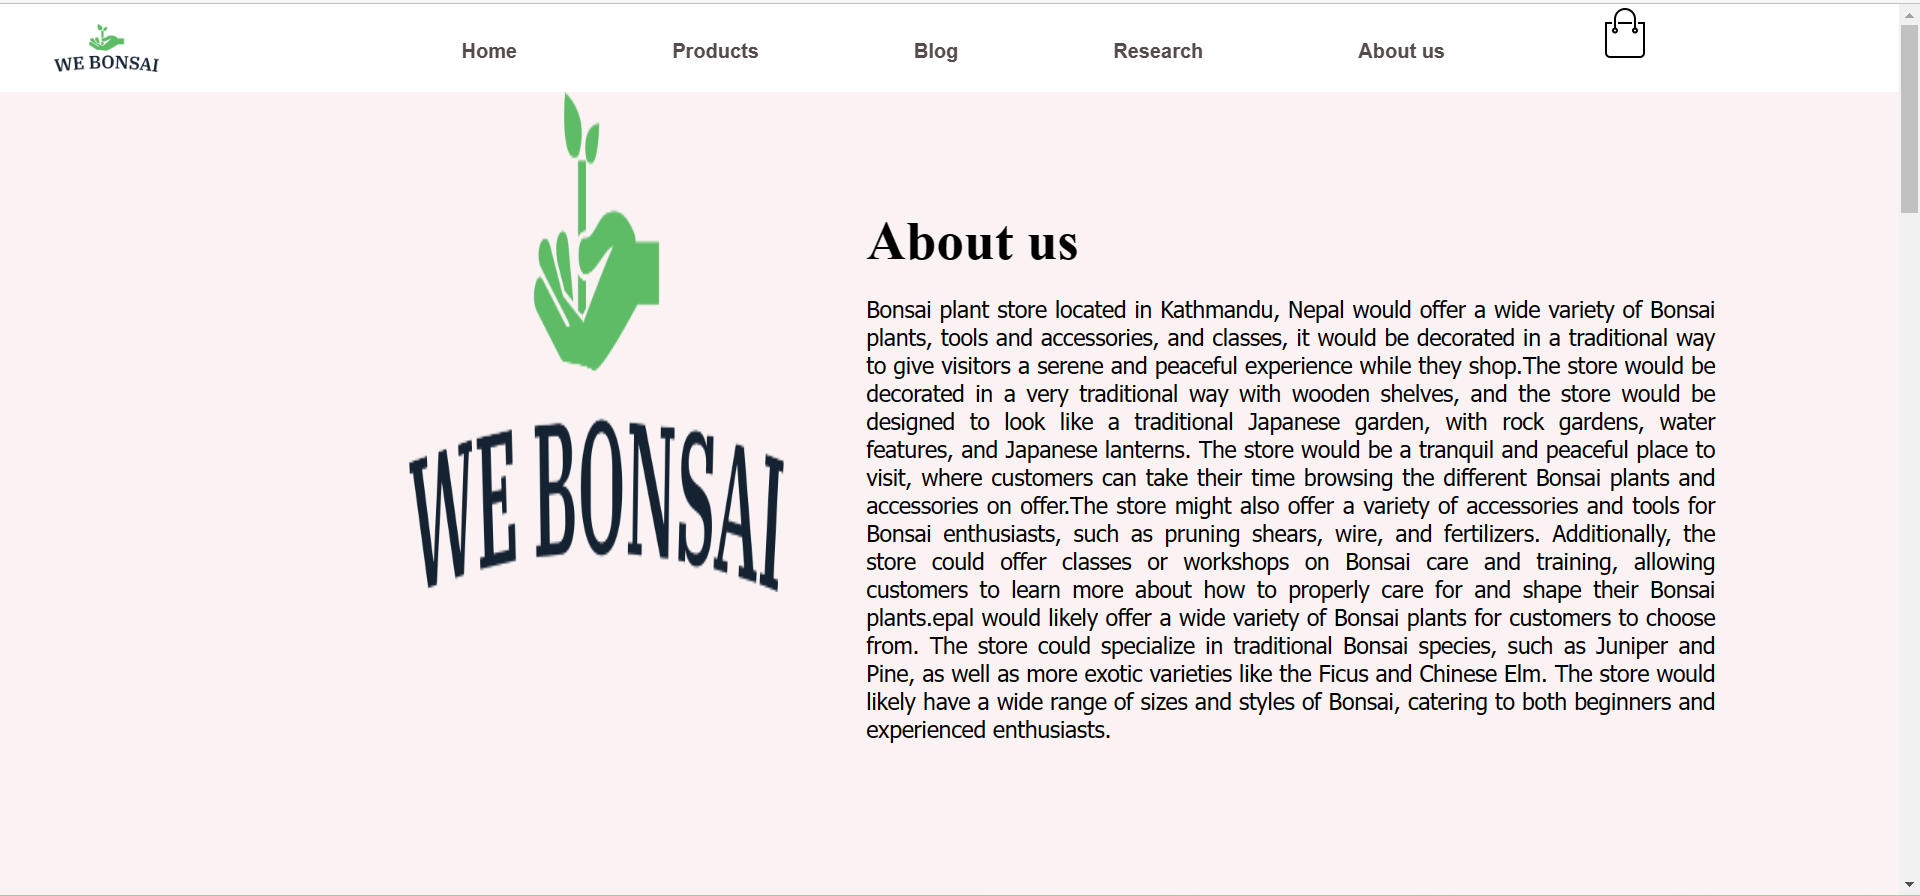 WE BONSAI
Home
Products
Blog
Research
About us
WE BONSAI
About us
Bonsai plant store located in Kathmandu, Nepal would offer a wide variety of Bonsai
plants, tools and accessories, and classes, it would be decorated in a traditional way
to give visitors a serene and peaceful experience while they shop.The store would be
decorated in a very traditional way with wooden shelves, and the store would be
designed to look like a traditional Japanese garden, with rock gardens, water
features, and Japanese lanterns. The store would be a tranquil and peaceful place to
visit, where customers can take their time browsing the different Bonsai plants and
accessories on offer.The store might also offer a variety of accessories and tools for
Bonsai enthusiasts, such as pruning shears, wire, and fertilizers. Additionally, the
store could offer classes or workshops on Bonsai care and training, allowing
customers to learn more about how to properly care for and shape their Bonsai
plants.epal would likely offer a wide variety of Bonsai plants for customers to choose
from. The store could specialize in traditional Bonsai species, such as Juniper and
Pine, as well as more exotic varieties like the Ficus and Chinese Elm. The store would
likely have a wide range of sizes and styles of Bonsai, catering to both beginners and
experienced enthusiasts.